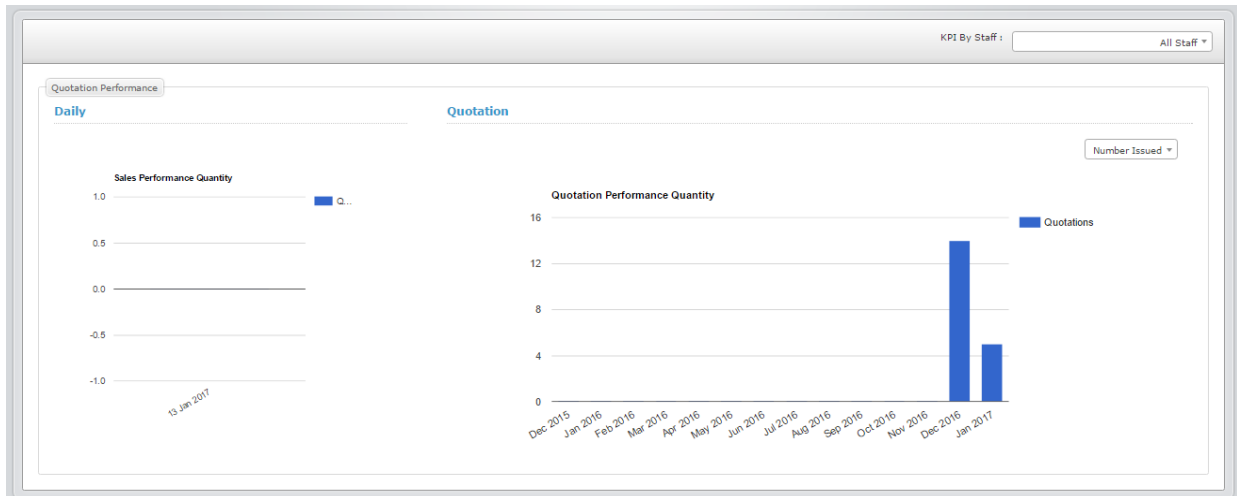 KPI By Staff :
All Staff
Quotation Performance
Daily
Quotation
Number Issued
Sales Performance Quantity
1.0
0.5
0.0
-0.5
-1.0
13 Jan 2017
Q...
Quotation Performance Quantity
16
12
8
4
0
Dec 2015
Jan 2016
Feb 2016
Mar 2016
Apr 2016
May 2016
Jun 2016
Jul 2016
Aug 2016
Sep 2016
Oct 2016
Nov 2016
Dec 2016
Jan 2017
Quotations